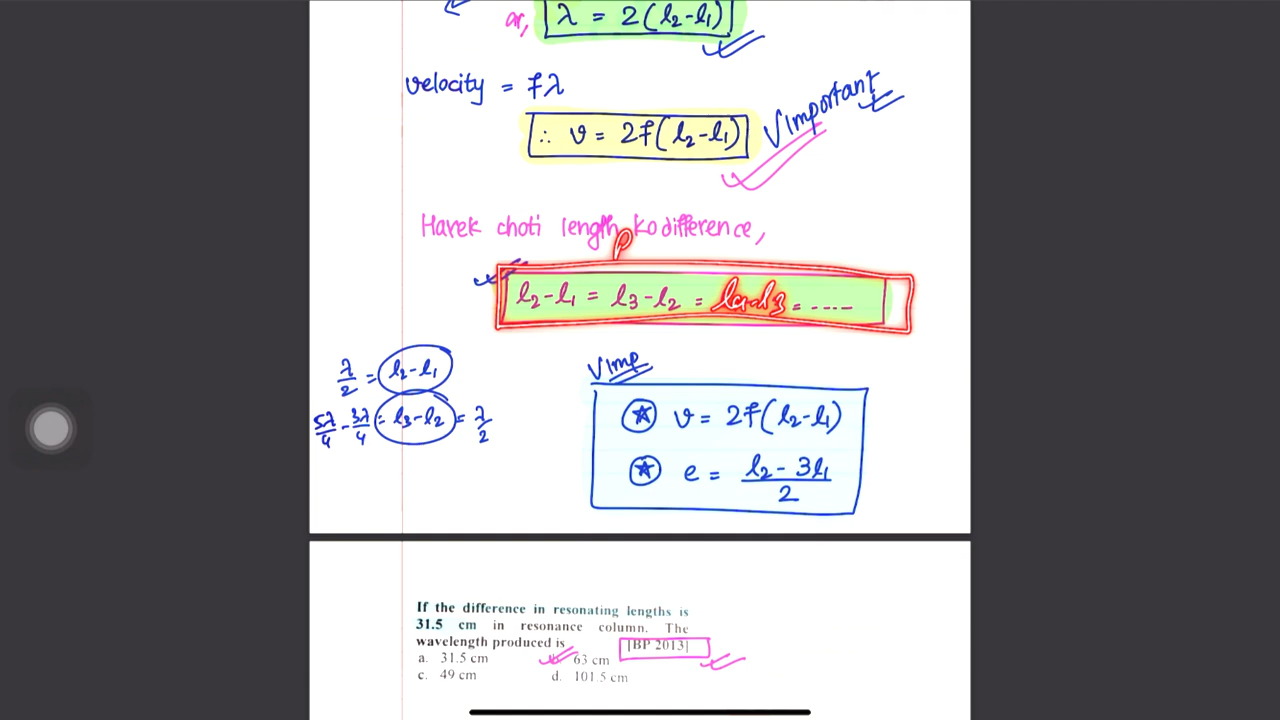 or, λ = 2(l₂-l₁)
velocity = fλ
∴ v = 2f(l₂-l₁) VImportant
Harek choti length ko difference,
l₂-l₁ = l₃-l₂ = l₄-l₃ = -----
λ/2 = l₂-l₁
5λ/4 - 3λ/4 = l₃-l₂ = λ/2
VImp
v = 2f(l₂-l₁)
e = (l₂ - 3l₁)/2
If the difference in resonating lengths is
31.5 cm in resonance column. The
wavelength produced is [BP 2013]
a. 31.5 cm 63 cm
c. 49 cm d. 101.5 cm